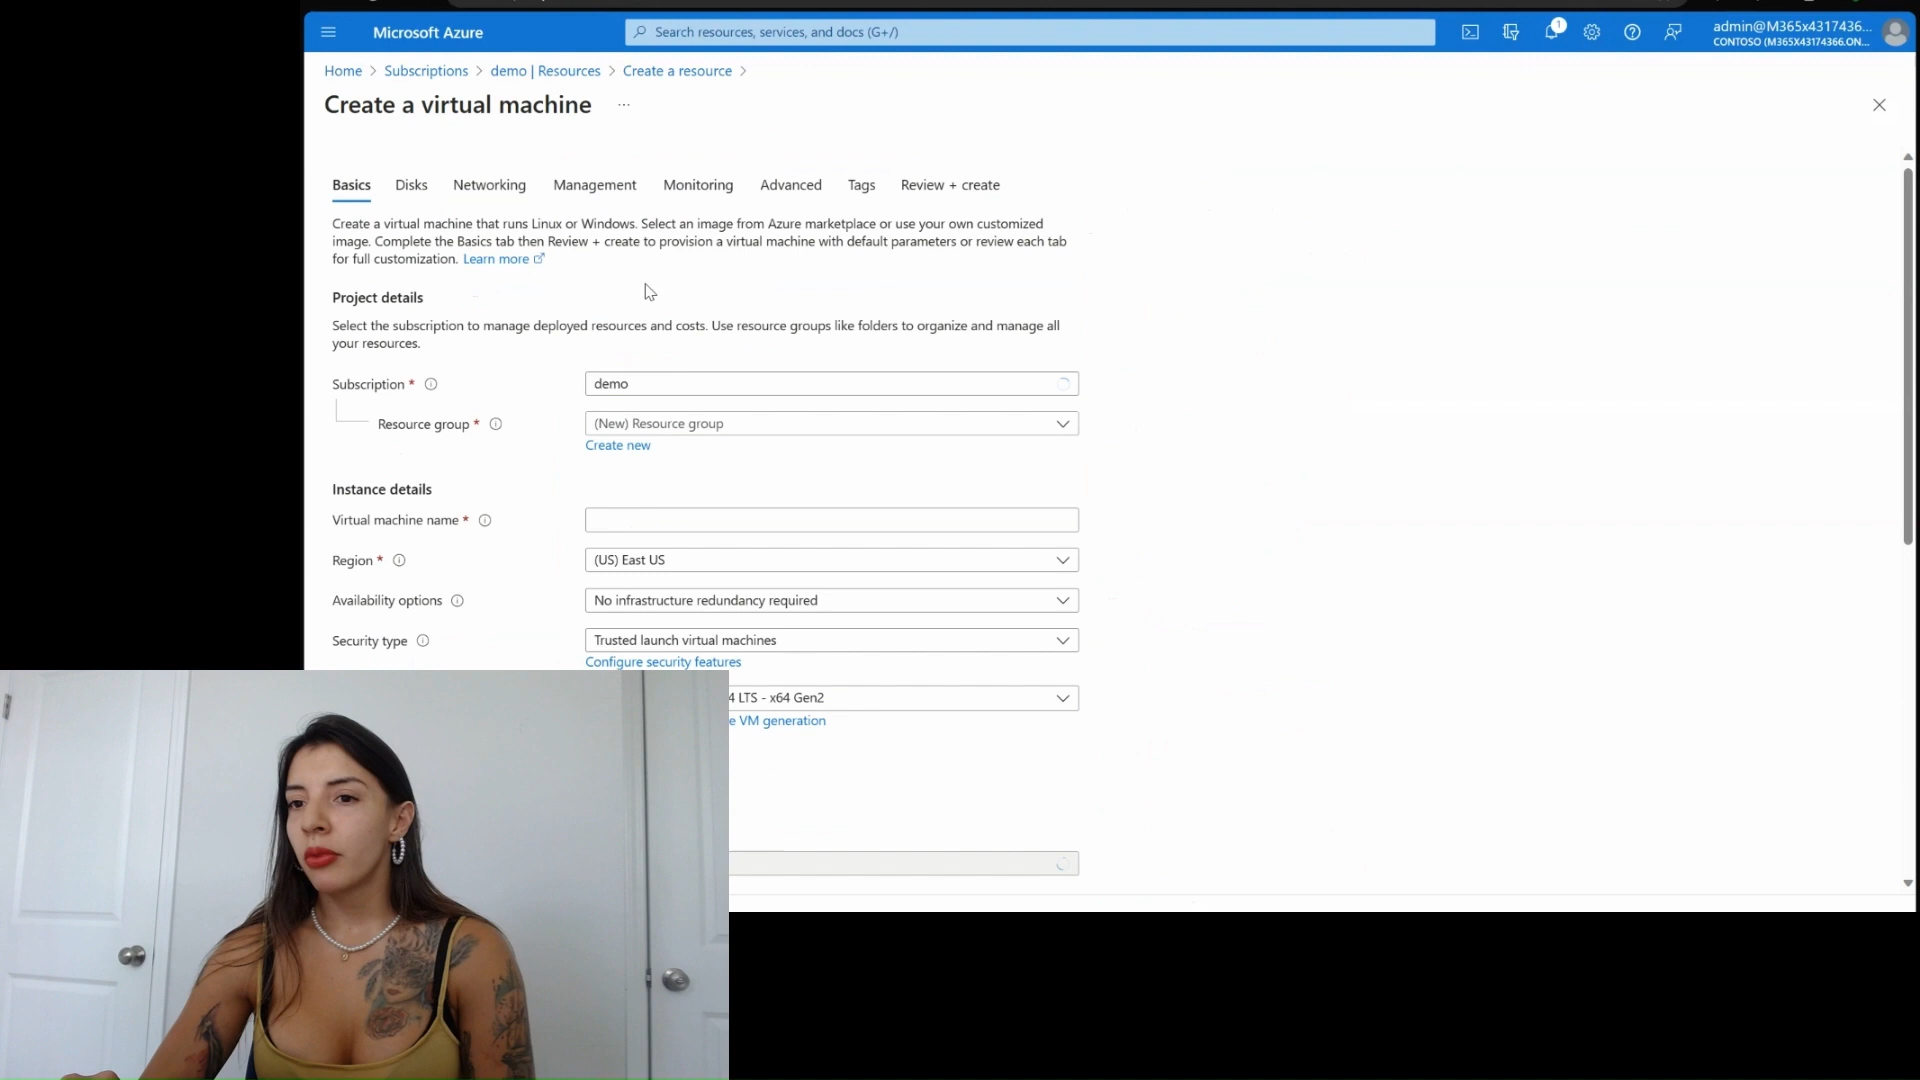 Microsoft Azure
Search resources, services, and docs (G+/)
1
admin@M365x4317436...
CONTOSO (M365X43174366.ON...
Home > Subscriptions > demo | Resources > Create a resource >
Create a virtual machine ...
Basics Disks Networking Management Monitoring Advanced Tags Review + create
Create a virtual machine that runs Linux or Windows. Select an image from Azure marketplace or use your own customized
image. Complete the Basics tab then Review + create to provision a virtual machine with default parameters or review each tab
for full customization. Learn more
Project details
Select the subscription to manage deployed resources and costs. Use resource groups like folders to organize and manage all
your resources.
Subscription * demo
Resource group * (New) Resource group
Create new
Instance details
Virtual machine name *
Region * (US) East US
Availability options No infrastructure redundancy required
Security type Trusted launch virtual machines
Configure security features
4 LTS - x64 Gen2
e VM generation